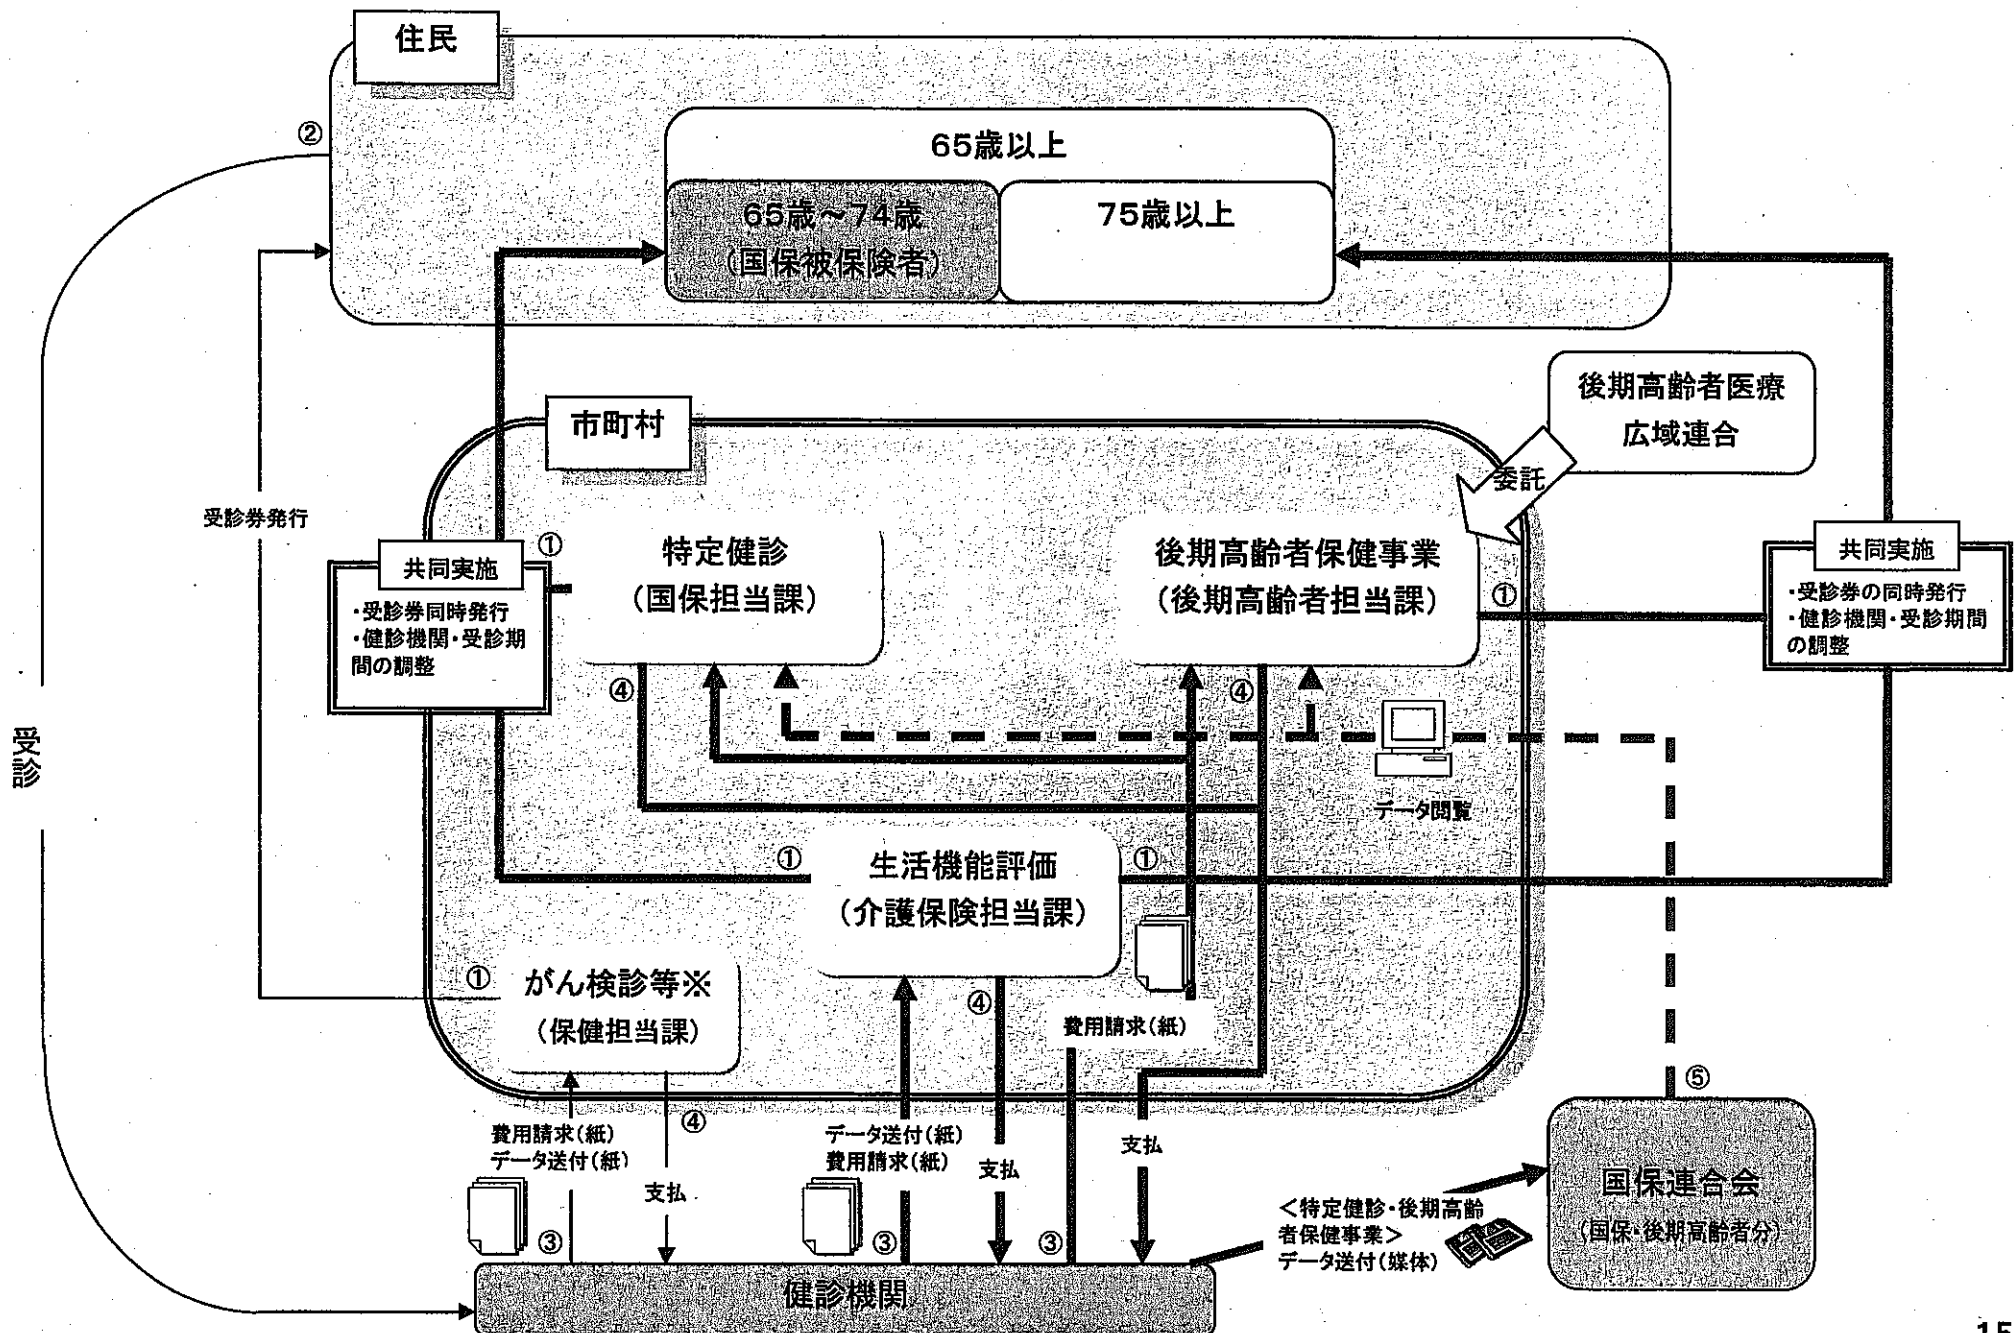 住民
②
65歳以上
65歳～74歳
(国保被保険者)
75歳以上
後期高齢者医療
広域連合
市町村
委託
受診券発行
共同実施
・受診券同時発行
・健診機関・受診期
間の調整
①
特定健診
(国保担当課)
後期高齢者保健事業
(後期高齢者担当課)
①
共同実施
・受診券の同時発行
・健診機関・受診期間
の調整
④
④
受診
データ閲覧
①
生活機能評価
(介護保険担当課)
①
①
がん検診等※
(保健担当課)
④
費用請求(紙)
⑤
費用請求(紙)
データ送付(紙)
④
支払
データ送付(紙)
費用請求(紙)
支払
支払
③
③
③
<特定健診・後期高齢
者保健事業>
データ送付(媒体)
国保連合会
(国保・後期高齢者分)
健診機関
15